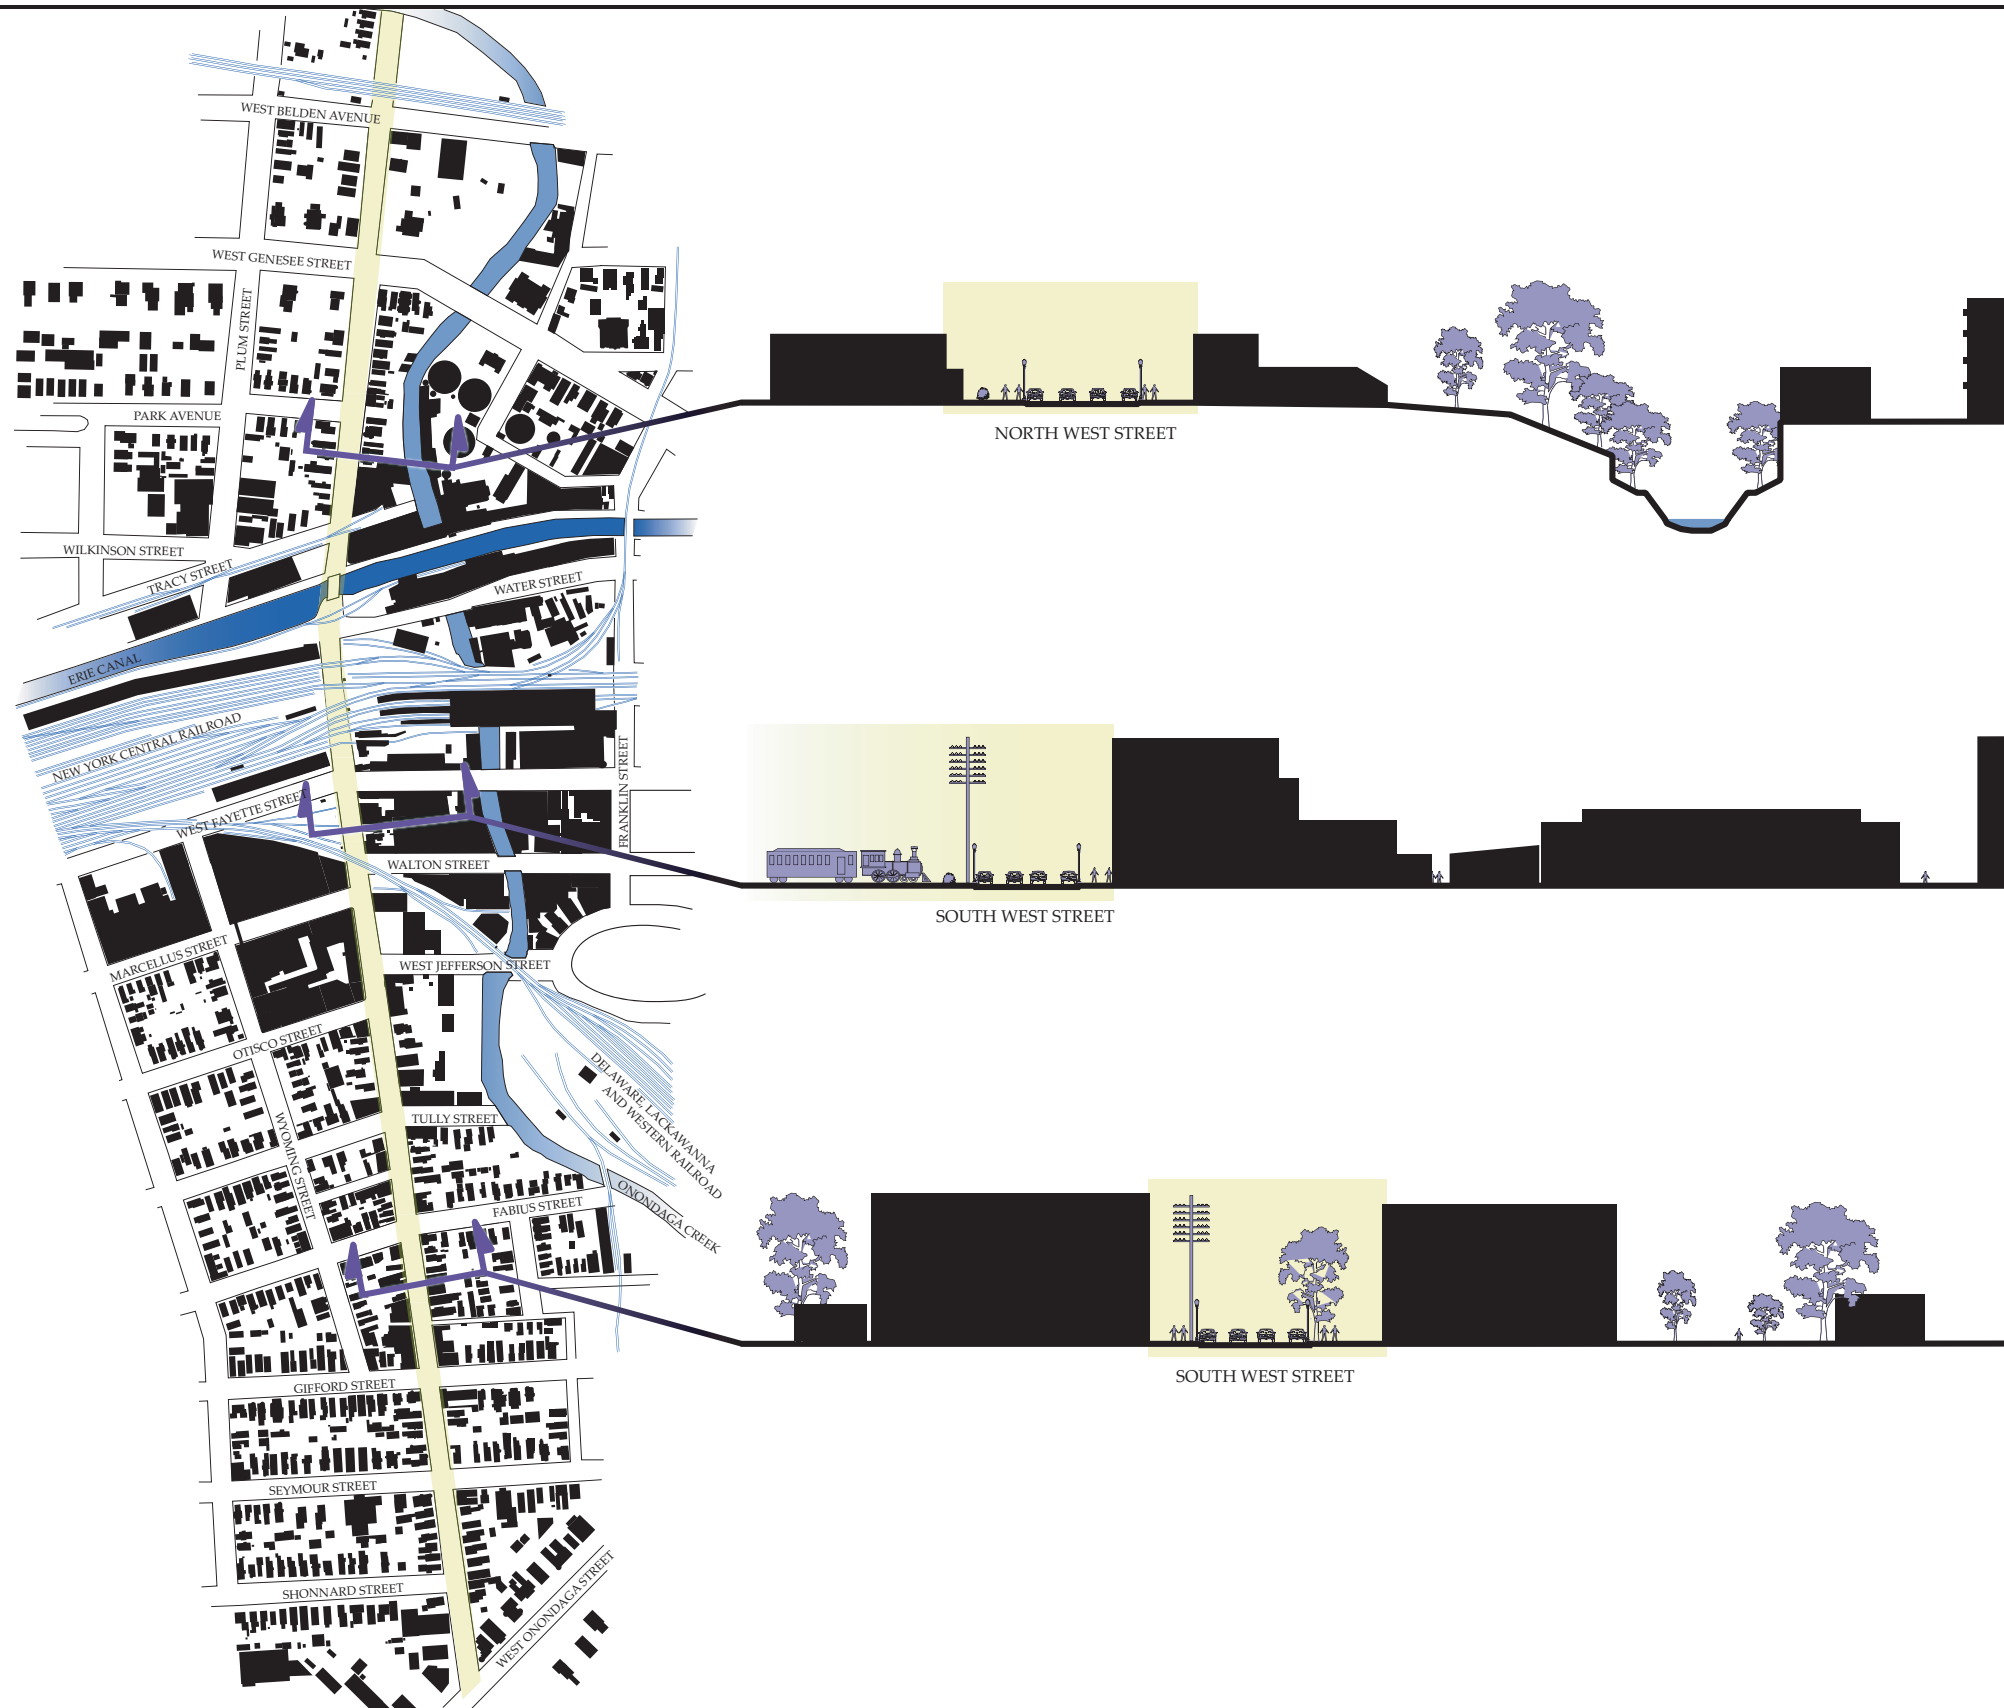 WEST BELDEN AVENUE
WEST GENESEE STREET
PLUM STREET
PARK AVENUE
NORTH WEST STREET
WILKINSON STREET
TRACY STREET
WATER STREET
ERIE CANAL
NEW YORK CENTRAL RAILROAD
FRANKLIN STREET
WEST FAYETTE STREET
WALTON STREET
SOUTH WEST STREET
MARCELLUS STREET
WEST JEFFERSON STREET
OTISCO STREET
DELAWARE, LACKAWANNA
AND WESTERN RAILROAD
TULLY STREET
WYOMING STREET
ONONDAGA CREEK
FABIUS STREET
SOUTH WEST STREET
GIFFORD STREET
SEYMOUR STREET
SHONNARD STREET
WEST ONONDAGA STREET